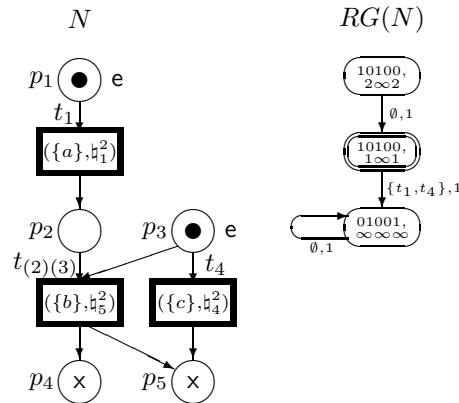 N
RG(N)
p₁ e
10100,
2∞2
t₁
∅,1
({a},♮²₁)
10100,
1∞1
{t₁,t₄},1
p₂ p₃ e
01001,
∞∞∞
∅,1
t₍₂₎₍₃₎ t₄
({b},♮²₅) ({c},♮²₄)
p₄ x p₅ x